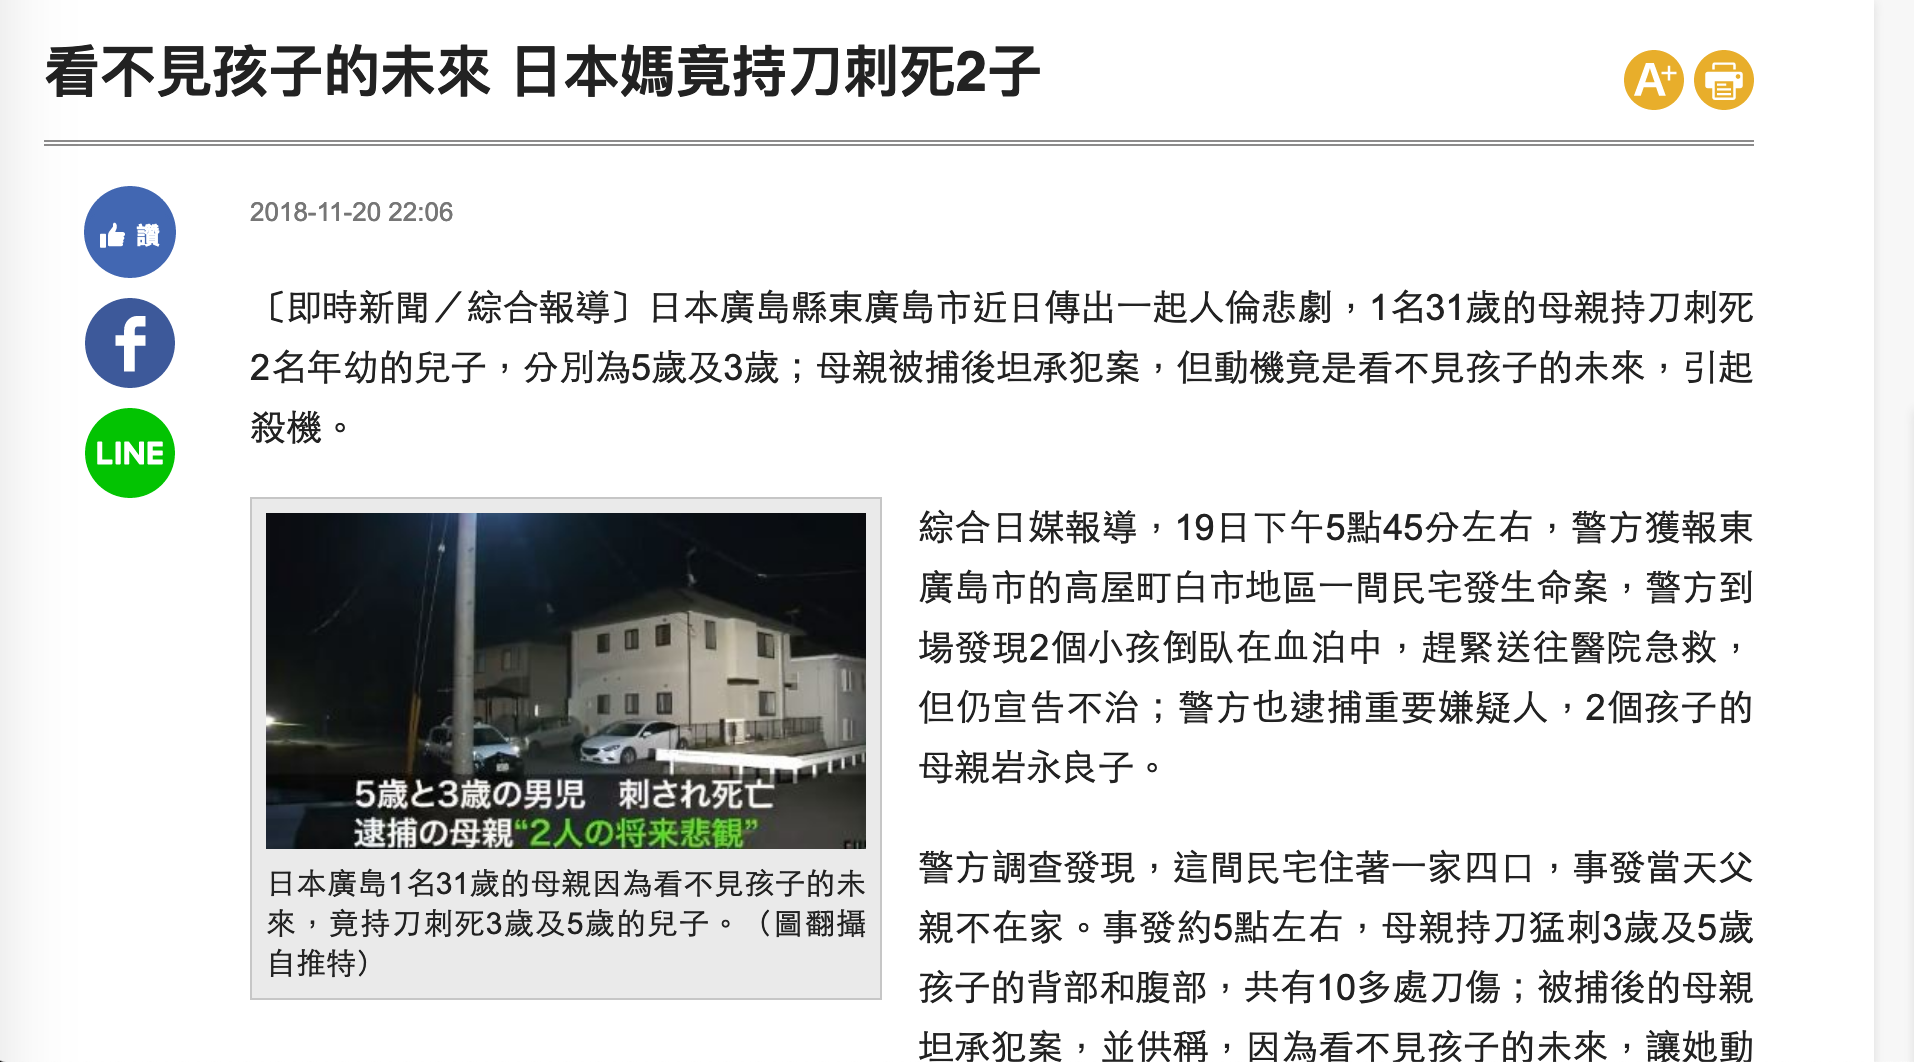 看不見孩子的未來 日本媽竟持刀刺死2子
A+
讚
f
LINE
2018-11-20 22:06
〔即時新聞／綜合報導〕日本廣島縣東廣島市近日傳出一起人倫悲劇，1名31歲的母親持刀刺死
2名年幼的兒子，分別為5歲及3歲；母親被捕後坦承犯案，但動機竟是看不見孩子的未來，引起
殺機。
5歳と3歳の男児　刺され死亡
逮捕の母親“2人の将来悲観”
日本廣島1名31歲的母親因為看不見孩子的未
來，竟持刀刺死3歲及5歲的兒子。（圖翻攝
自推特）
綜合日媒報導，19日下午5點45分左右，警方獲報東
廣島市的高屋町白市地區一間民宅發生命案，警方到
場發現2個小孩倒臥在血泊中，趕緊送往醫院急救，
但仍宣告不治；警方也逮捕重要嫌疑人，2個孩子的
母親岩永良子。
警方調查發現，這間民宅住著一家四口，事發當天父
親不在家。事發約5點左右，母親持刀猛刺3歲及5歲
孩子的背部和腹部，共有10多處刀傷；被捕後的母親
坦承犯案，並供稱，因為看不見孩子的未來，讓她動